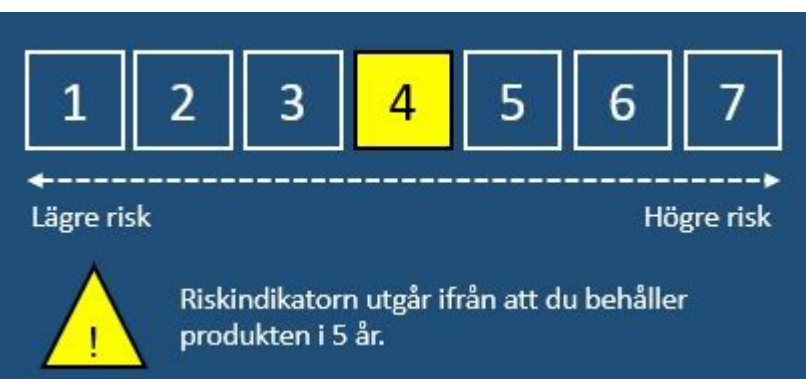 1 2 3 4 5 6 7
Lägre risk Högre risk
Riskindikatorn utgår ifrån att du behåller
produkten i 5 år.
!